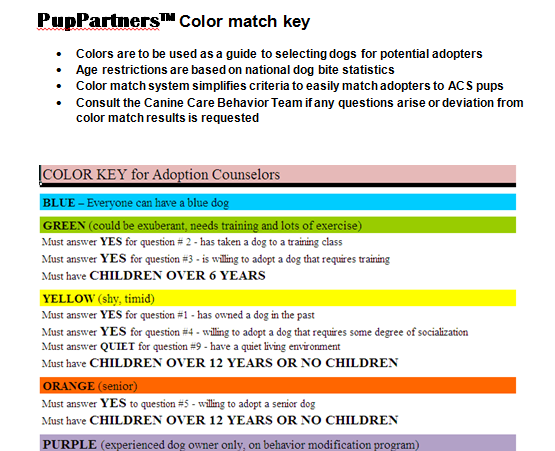 PupPartners™ Color match key
• Colors are to be used as a guide to selecting dogs for potential adopters
• Age restrictions are based on national dog bite statistics
• Color match system simplifies criteria to easily match adopters to ACS pups
• Consult the Canine Care Behavior Team if any questions arise or deviation from
color match results is requested
COLOR KEY for Adoption Counselors
BLUE – Everyone can have a blue dog
GREEN (could be exuberant, needs training and lots of exercise)
Must answer YES for question # 2 - has taken a dog to a training class
Must answer YES for question #3 - is willing to adopt a dog that requires training
Must have CHILDREN OVER 6 YEARS
YELLOW (shy, timid)
Must answer YES for question #1 - has owned a dog in the past
Must answer YES for question #4 - willing to adopt a dog that requires some degree of socialization
Must answer QUIET for question #9 - have a quiet living environment
Must have CHILDREN OVER 12 YEARS OR NO CHILDREN
ORANGE (senior)
Must answer YES to question #5 - willing to adopt a senior dog
Must have CHILDREN OVER 12 YEARS OR NO CHILDREN
PURPLE (experienced dog owner only, on behavior modification program)